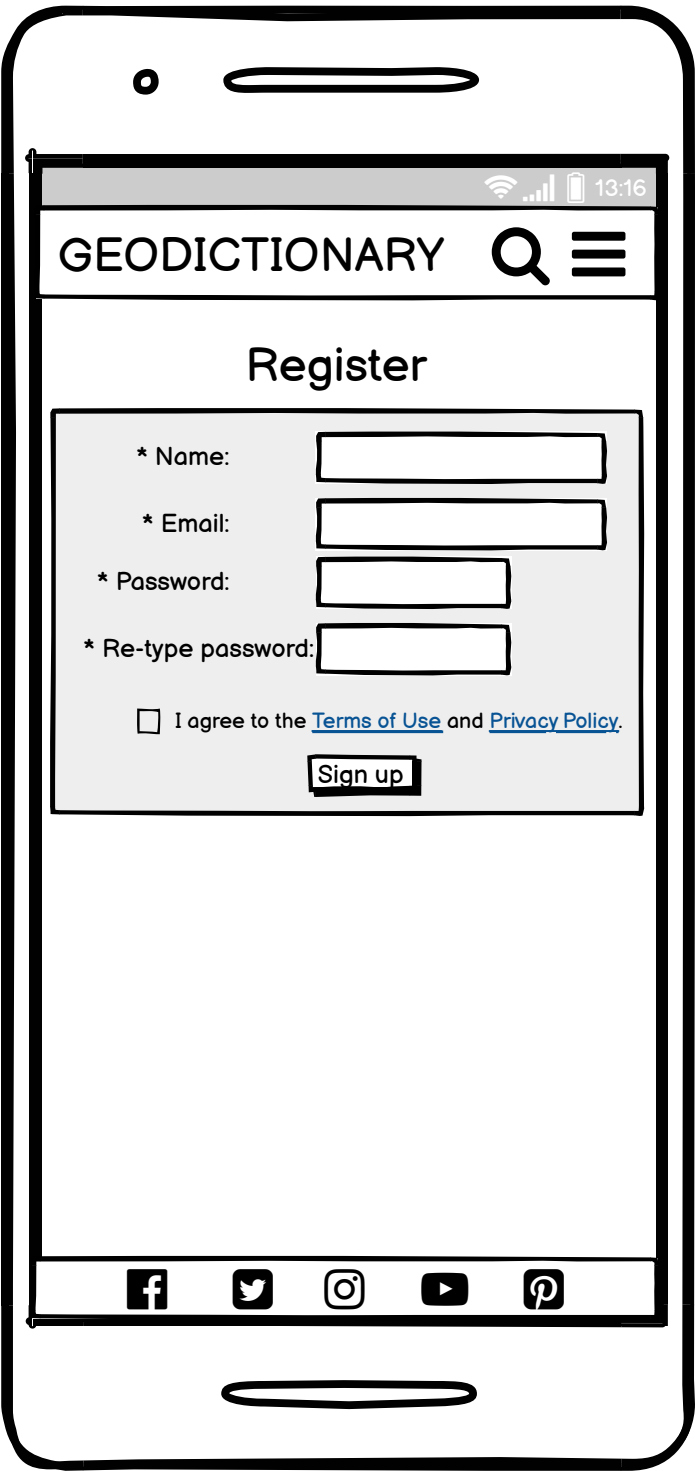 13:16
GEODICTIONARY
Register
* Name:
* Email:
* Password:
* Re-type password:
I agree to the Terms of Use and Privacy Policy.
Sign up